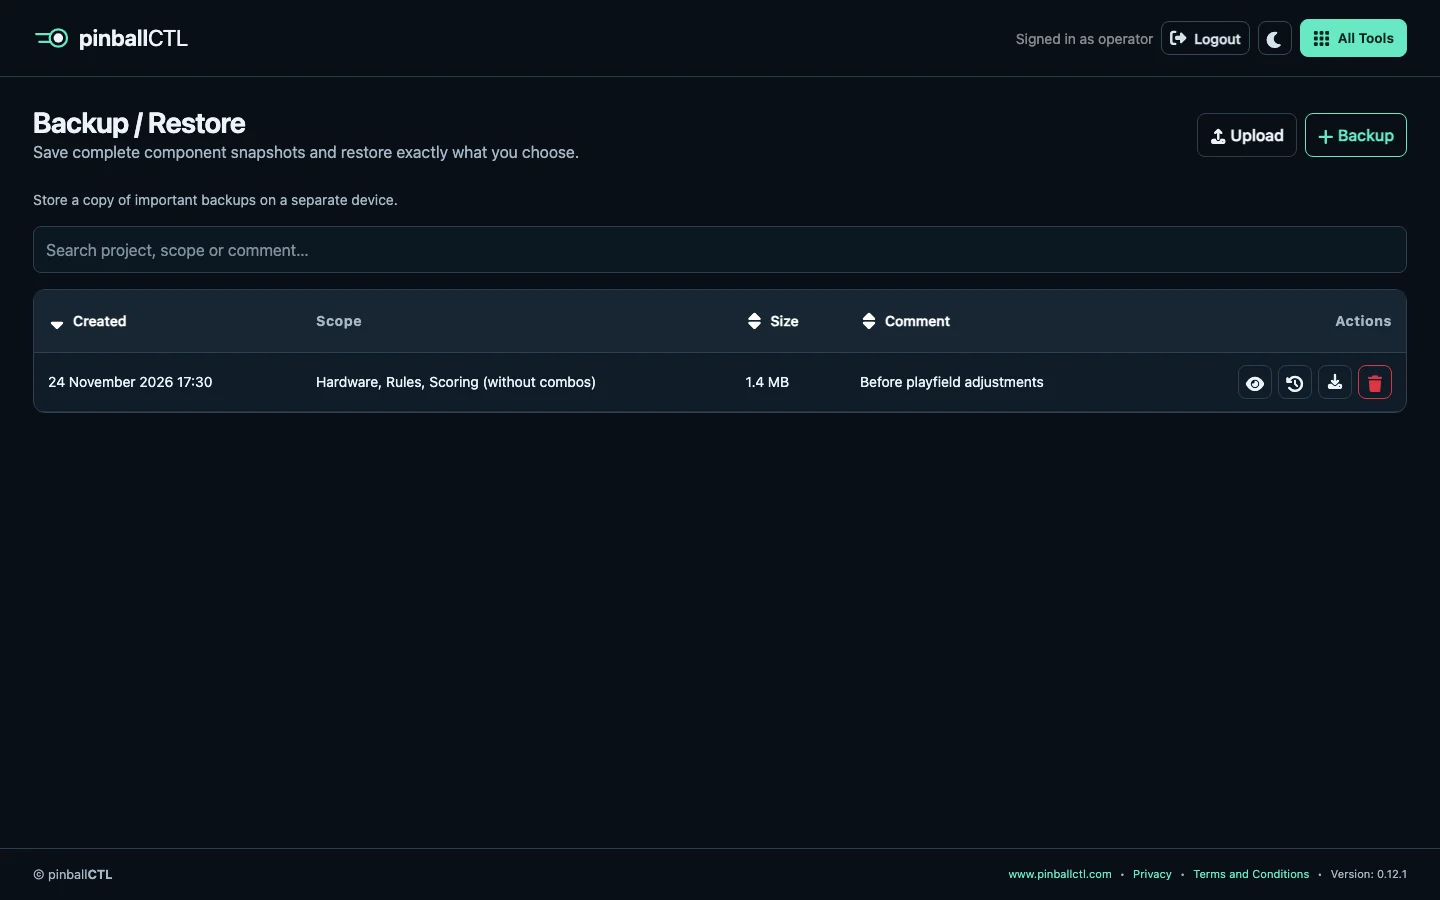 pinballCTL
Signed in as operator
Logout
All Tools
Backup / Restore
Save complete component snapshots and restore exactly what you choose.
Upload
Backup
Store a copy of important backups on a separate device.
Search project, scope or comment...
Created Scope Size Comment Actions
24 November 2026 17:30 Hardware, Rules, Scoring (without combos) 1.4 MB Before playfield adjustments
© pinballCTL
www.pinballctl.com • Privacy • Terms and Conditions • Version: 0.12.1